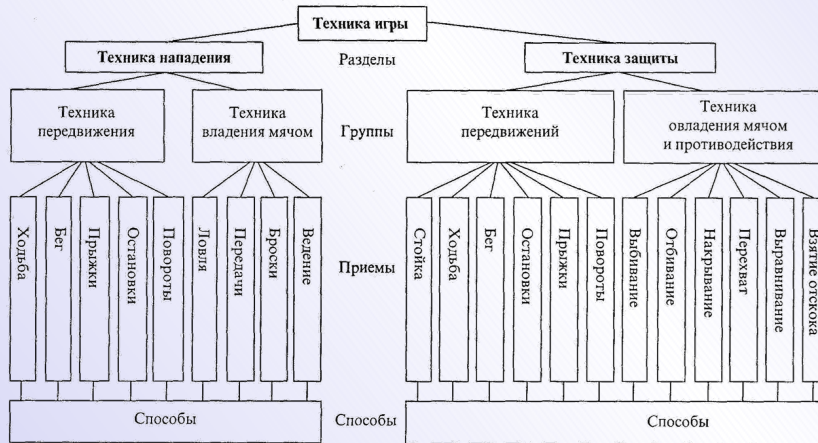 Техника игры
Техника нападения
Разделы
Техника защиты
Техника
передвижения
Техника
владения мячом
Группы
Техника
передвижений
Техника
овладения мячом
и противодействия
Ходьба
Бег
Прыжки
Остановки
Повороты
Ловля
Передачи
Броски
Ведение
Приемы
Стойка
Ходьба
Бег
Остановки
Прыжки
Повороты
Выбивание
Отбивание
Накрывание
Перехват
Выравнивание
Взятие отскока
Способы
Способы
Способы